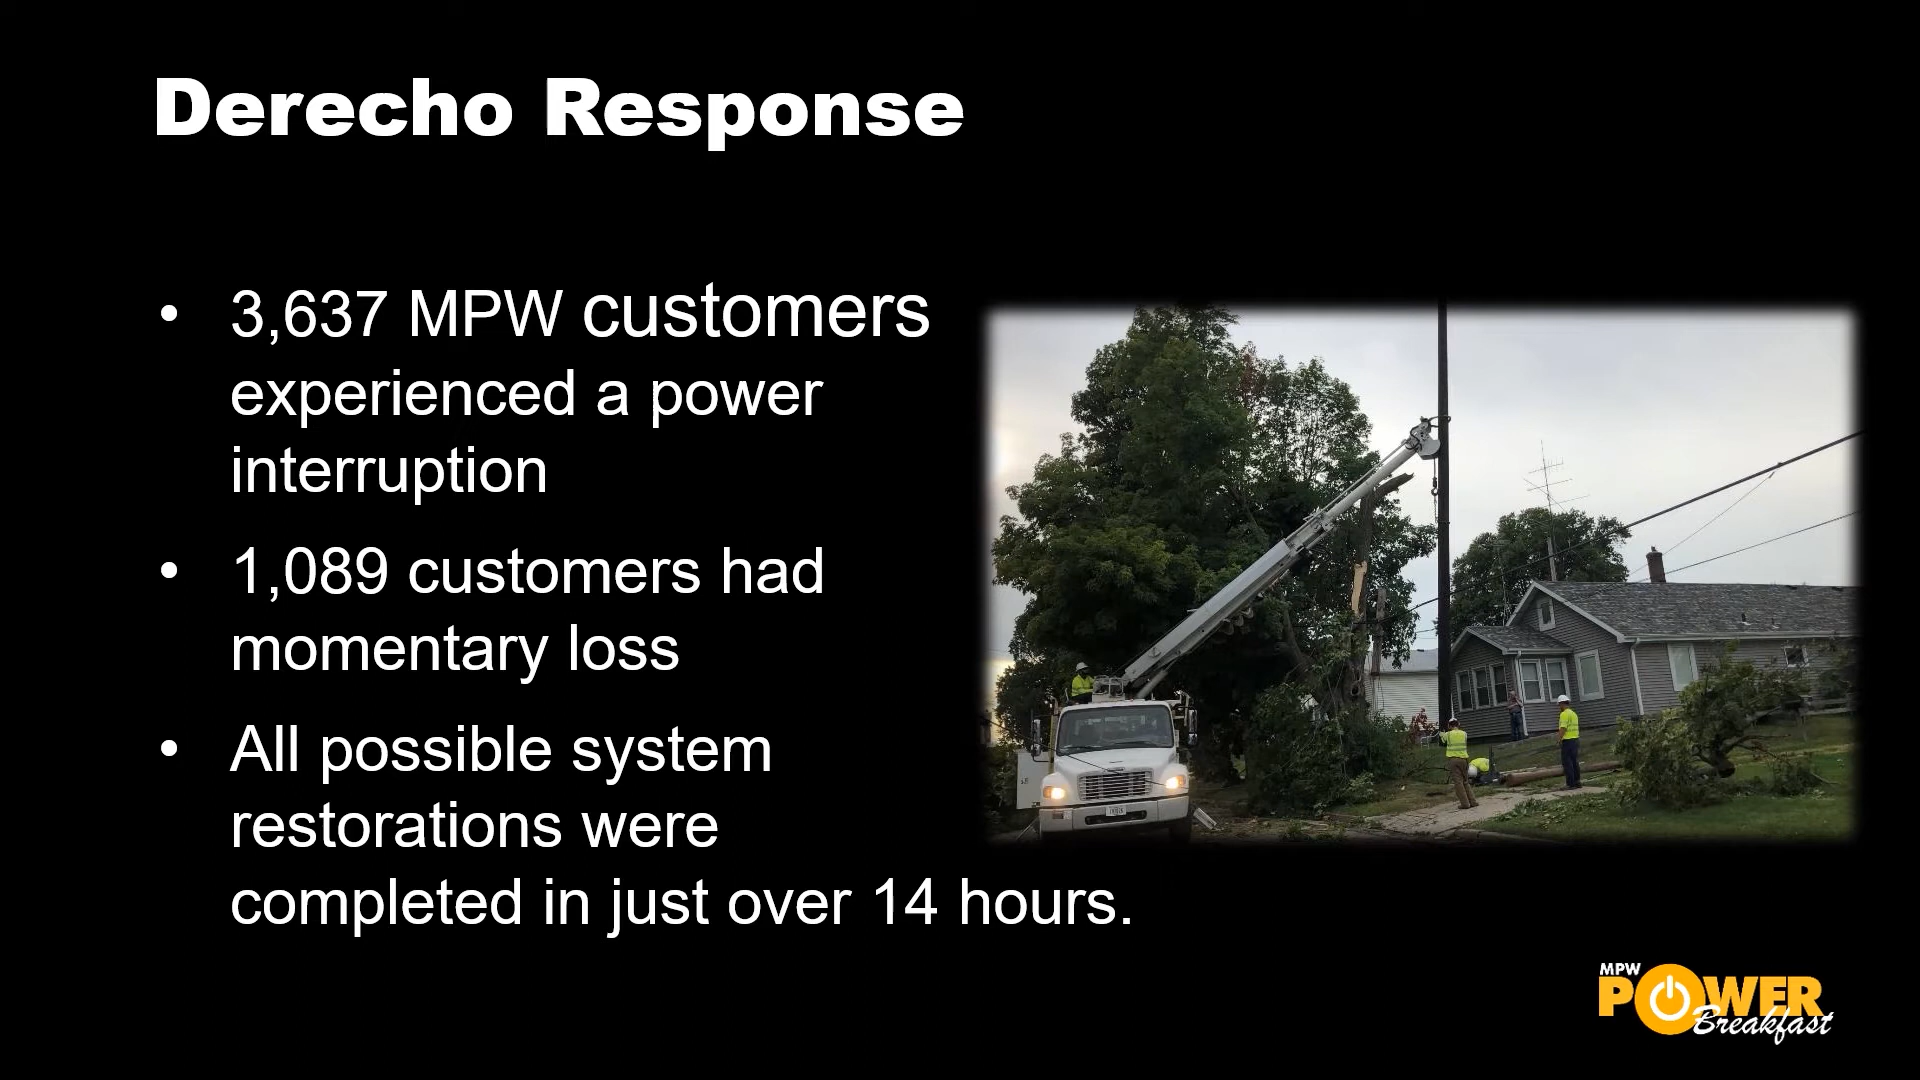 Derecho Response
• 3,637 MPW customers
experienced a power
interruption
• 1,089 customers had
momentary loss
• All possible system
restorations were
completed in just over 14 hours.
MPW
POWER
Breakfast